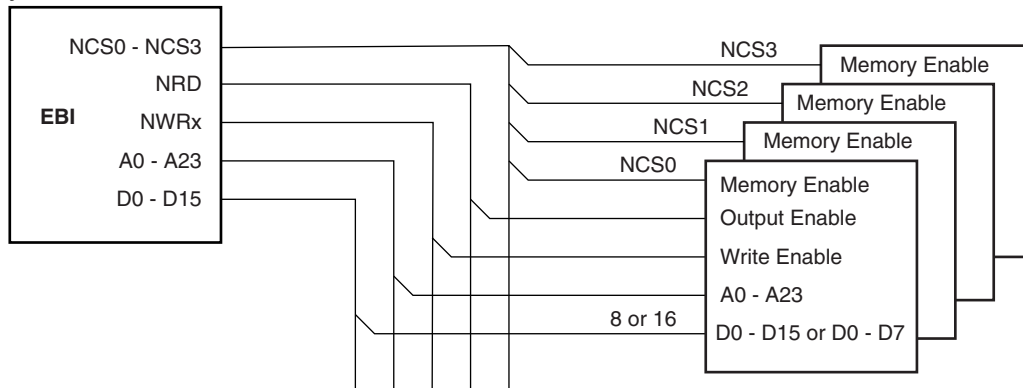 NCS0 - NCS3
NRD
EBI
NWRx
A0 - A23
D0 - D15
NCS3
Memory Enable
NCS2
Memory Enable
NCS1
Memory Enable
NCS0
Memory Enable
Output Enable
Write Enable
A0 - A23
8 or 16
D0 - D15 or D0 - D7